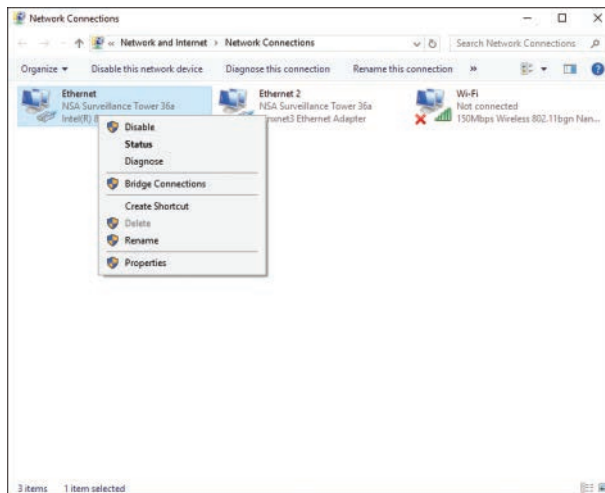 Network Connections
« Network and Internet › Network Connections
Search Network Connections
Organize
Disable this network device
Diagnose this connection
Rename this connection
»
Ethernet
NSA Surveillance Tower 36a
Intel(R) 8
Ethernet 2
NSA Surveillance Tower 36a
Ethernet Adapter
Wi-Fi
Not connected
150Mbps Wireless 802.11bgn Nan...
Disable
Status
Diagnose
Bridge Connections
Create Shortcut
Delete
Rename
Properties
3 items
1 item selected